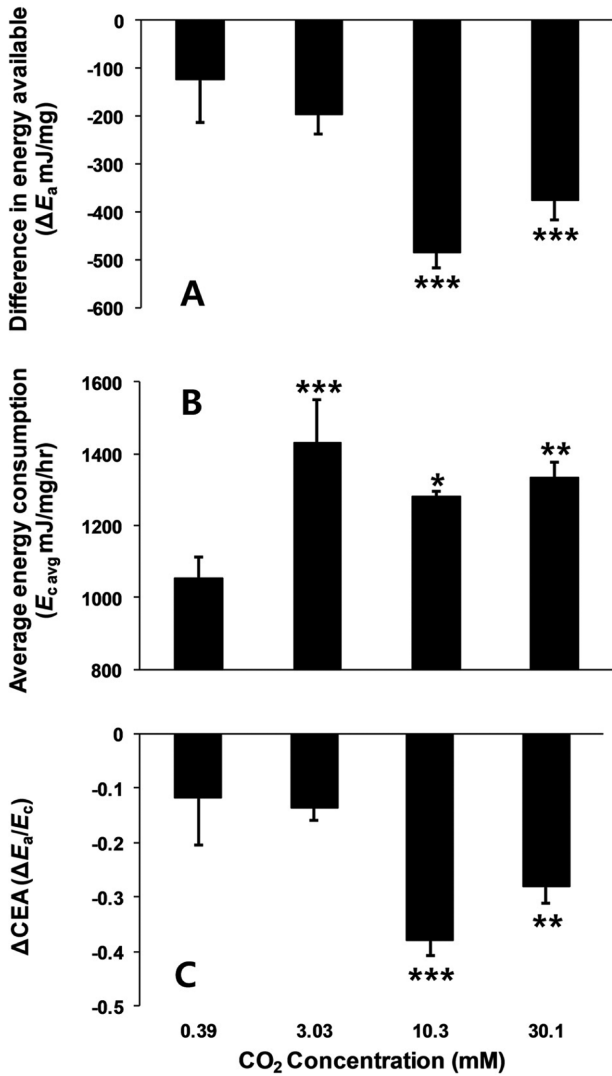 Difference in energy available
(ΔEa mJ/mg)
0
-100
-200
-300
-400
-500
-600
A
***
***
Average energy consumption
(Ec avg mJ/mg/hr)
1600
1400
1200
1000
800
B
***
*
**
ΔCEA (ΔEa/Ec)
0
-0.1
-0.2
-0.3
-0.4
-0.5
C
***
**
0.39 3.03 10.3 30.1
CO2 Concentration (mM)